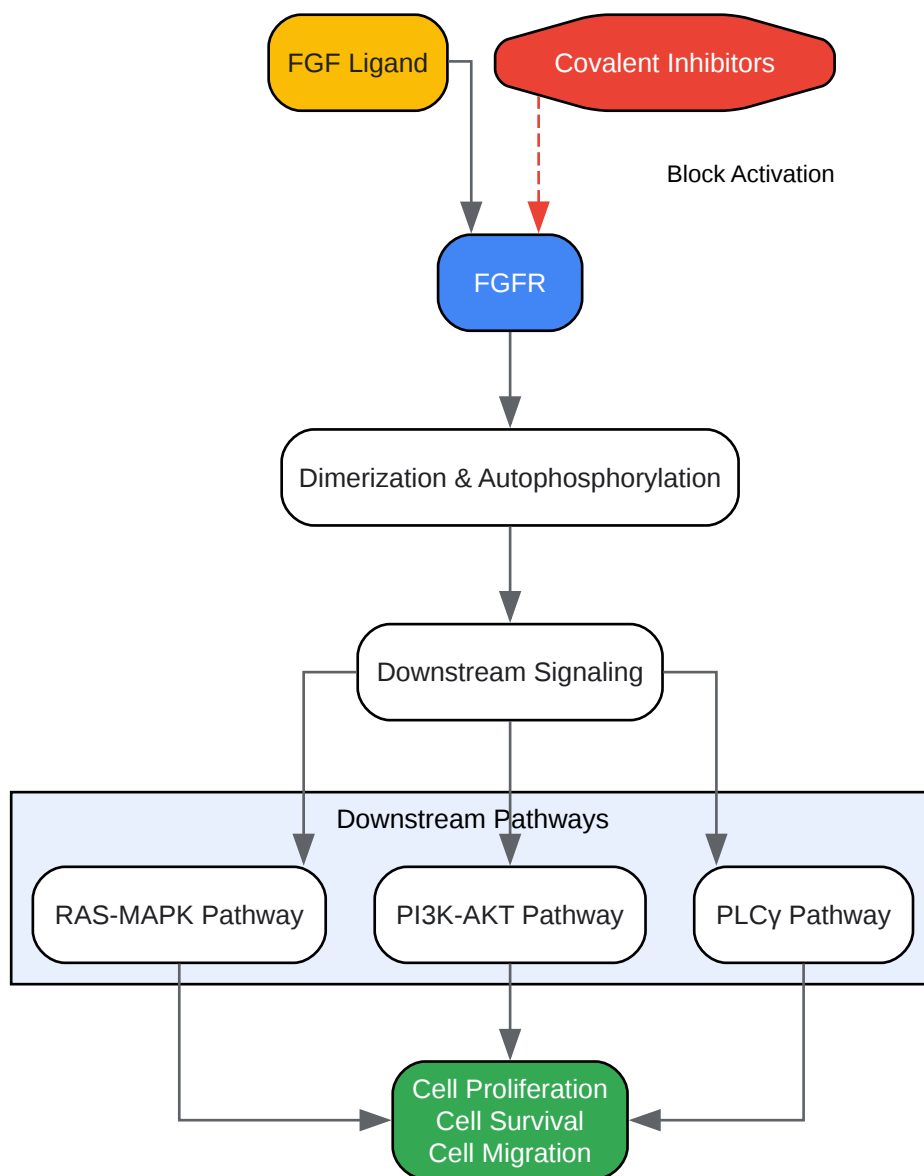 FGF Ligand
Covalent Inhibitors
Block Activation
FGFR
Dimerization & Autophosphorylation
Downstream Signaling
Downstream Pathways
RAS-MAPK Pathway
PI3K-AKT Pathway
PLCγ Pathway
Cell Proliferation
Cell Survival
Cell Migration